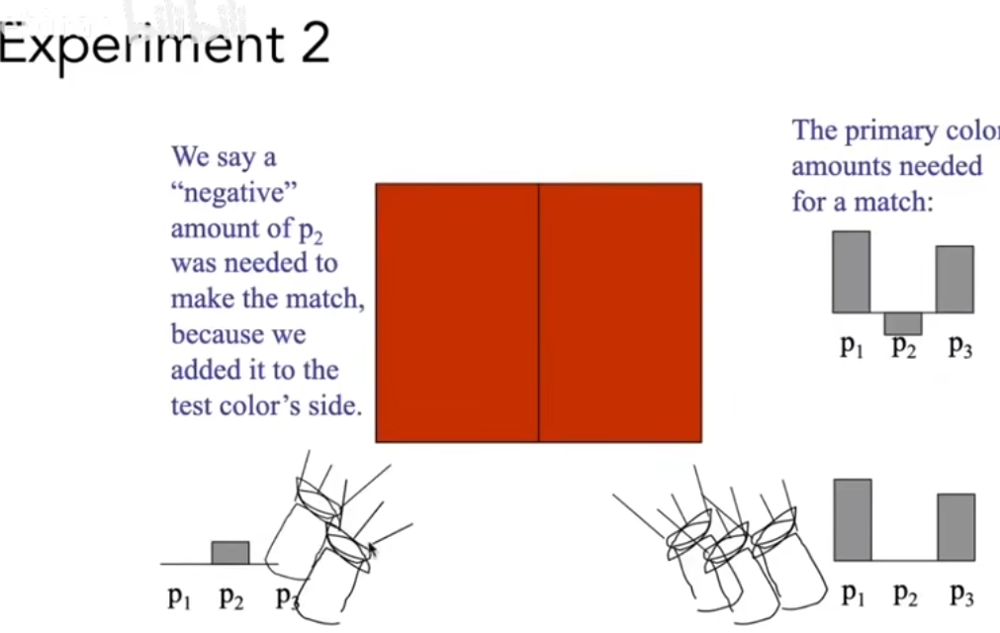 Experiment 2
We say a
“negative”
amount of p₂
was needed to
make the match,
because we
added it to the
test color’s side.
The primary color
amounts needed
for a match:
p₁ p₂ p₃
p₁ p₂ p₃
p₁ p₂ p₃